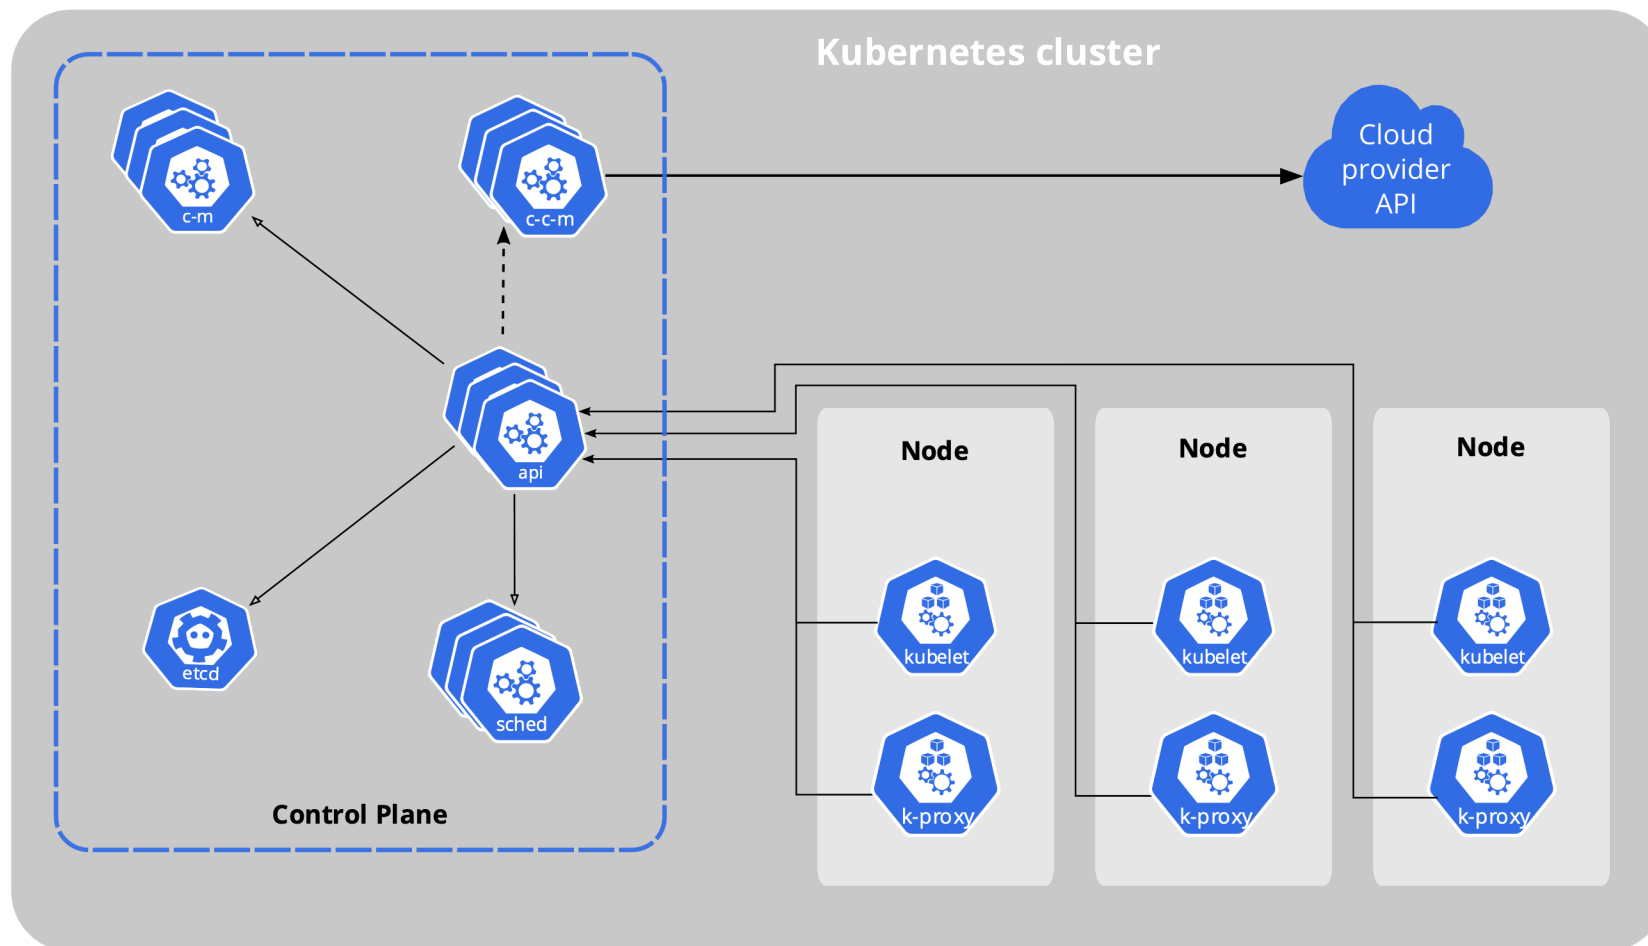 Kubernetes cluster
c-m
c-c-m
Cloud
provider
API
api
etcd
sched
Control Plane
Node
kubelet
k-proxy
Node
kubelet
k-proxy
Node
kubelet
k-proxy